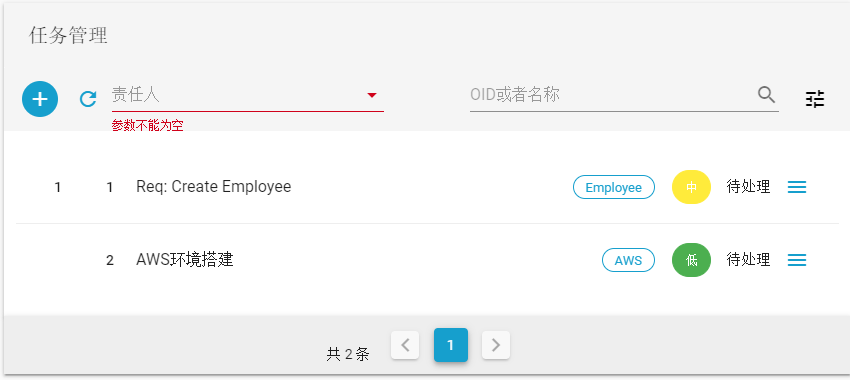 任务管理
责任人
OID或者名称
参数不能为空
1 1 Req: Create Employee Employee 中 待处理
2 AWS环境搭建 AWS 低 待处理
共 2 条 1